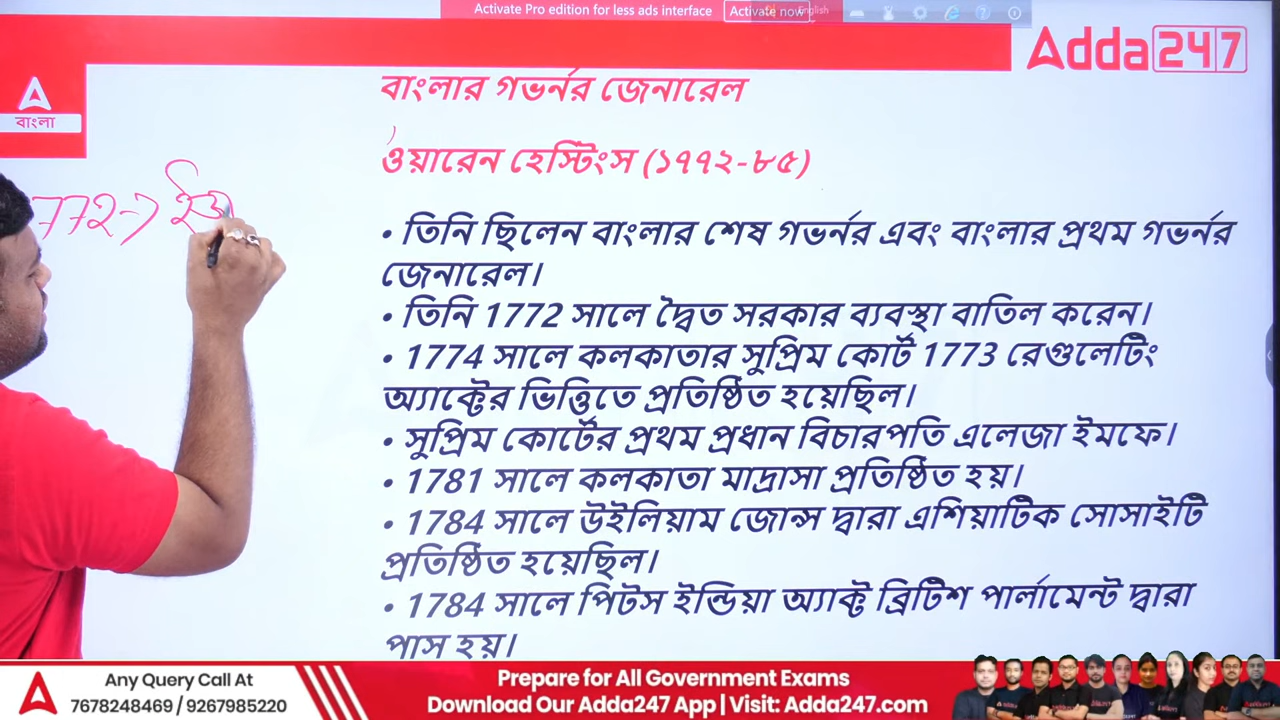 Activate Pro edition for less ads interface Activate now English
Adda247
বাংলা
বাংলার গভর্নর জেনারেল
ওয়ারেন হেস্টিংস (১৭৭২-৮৫)
772->
• তিনি ছিলেন বাংলার শেষ গভর্নর এবং বাংলার প্রথম গভর্নর
জেনারেল।
• তিনি 1772 সালে দ্বৈত সরকার ব্যবস্থা বাতিল করেন।
• 1774 সালে কলকাতার সুপ্রিম কোর্ট 1773 রেগুলেটিং
অ্যাক্টের ভিত্তিতে প্রতিষ্ঠিত হয়েছিল।
• সুপ্রিম কোর্টের প্রথম প্রধান বিচারপতি এলেজা ইমফে।
• 1781 সালে কলকাতা মাদ্রাসা প্রতিষ্ঠিত হয়।
• 1784 সালে উইলিয়াম জোন্স দ্বারা এশিয়াটিক সোসাইটি
প্রতিষ্ঠিত হয়েছিল।
• 1784 সালে পিটস ইন্ডিয়া অ্যাক্ট ব্রিটিশ পার্লামেন্ট দ্বারা
পাস হয়।
Any Query Call At
7678248469 / 9267985220
Prepare for All Government Exams
Download Our Adda247 App | Visit: Adda247.com